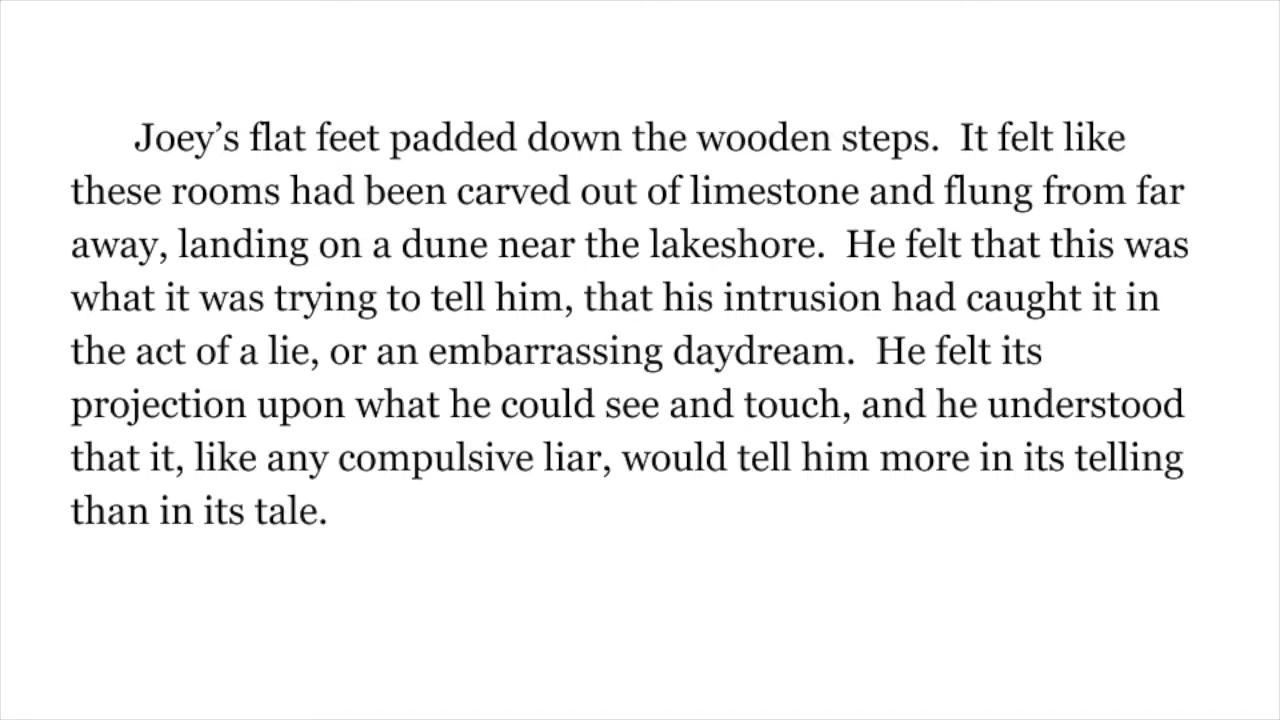 Joey’s flat feet padded down the wooden steps.  It felt like
these rooms had been carved out of limestone and flung from far
away, landing on a dune near the lakeshore.  He felt that this was
what it was trying to tell him, that his intrusion had caught it in
the act of a lie, or an embarrassing daydream.  He felt its
projection upon what he could see and touch, and he understood
that it, like any compulsive liar, would tell him more in its telling
than in its tale.